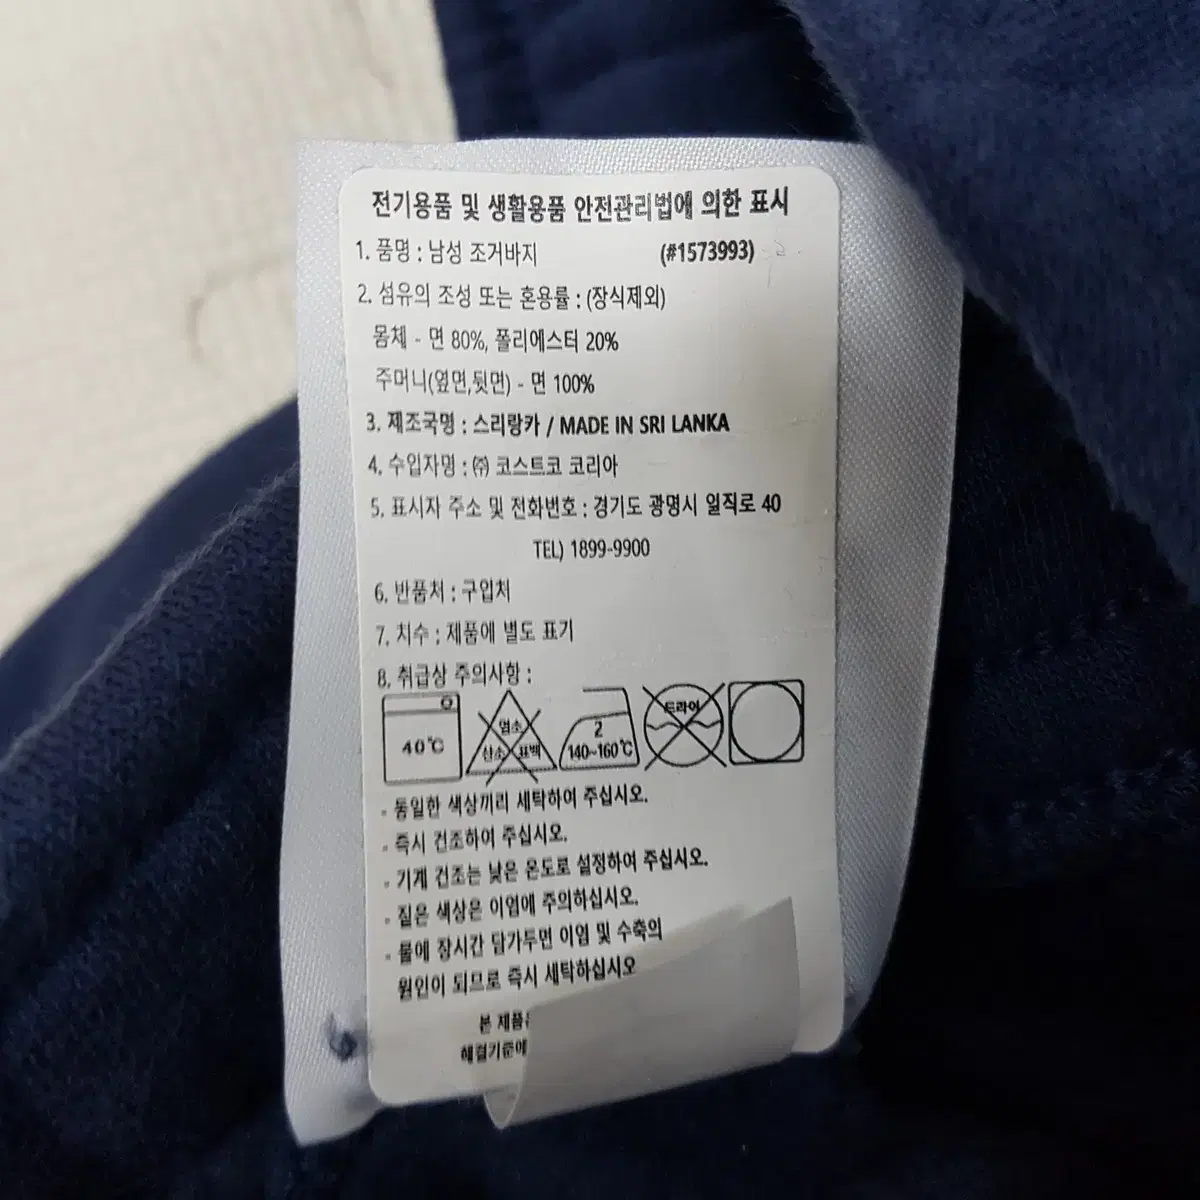 전기용품 및 생활용품 안전관리법에 의한 표시
1. 품명 : 남성 조거바지 (#1573993)
2. 섬유의 조성 또는 혼용률 : (장식제외)
몸체 - 면 80%, 폴리에스터 20%
주머니(옆면,뒷면) - 면 100%
3. 제조국명 : 스리랑카 / MADE IN SRI LANKA
4. 수입자명 : ㈜ 코스트코 코리아
5. 표시자 주소 및 전화번호 : 경기도 광명시 일직로 40
TEL) 1899-9900
6. 반품처 : 구입처
7. 치수 : 제품에 별도 표기
8. 취급상 주의사항 :
40℃ 염소 산소 표백 2 140~160℃ 드라이
- 동일한 색상끼리 세탁하여 주십시오.
- 즉시 건조하여 주십시오.
- 기계 건조는 낮은 온도로 설정하여 주십시오.
- 짙은 색상은 이염에 주의하십시오.
- 물에 장시간 담가두면 이염 및 수축의
원인이 되므로 즉시 세탁하십시오
본 제품
해결기준에